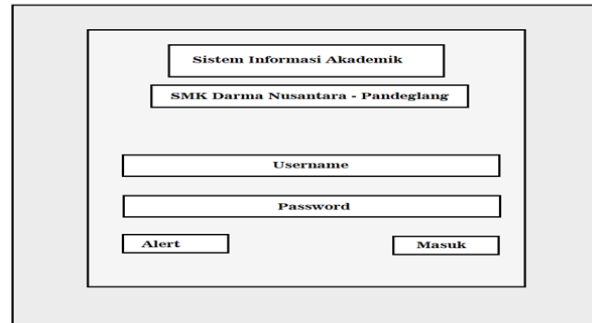 Sistem Informasi Akademik
SMK Darma Nusantara - Pandeglang
Username
Password
Alert
Masuk